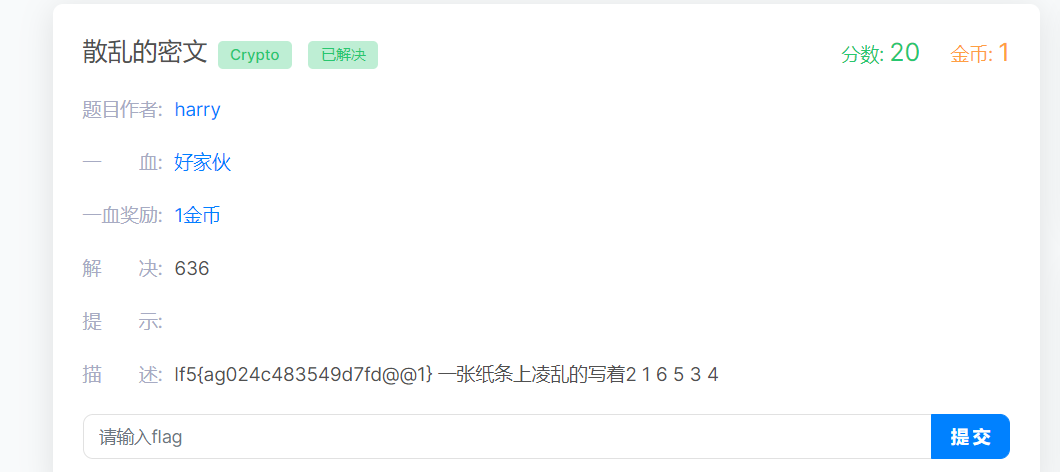 散乱的密文 Crypto 已解决 分数: 20 金币: 1
题目作者: harry
一 血: 好家伙
一血奖励: 1金币
解 决: 636
提 示:
描 述: lf5{ag024c483549d7fd@@1} 一张纸条上凌乱的写着2 1 6 5 3 4
请输入flag 提交